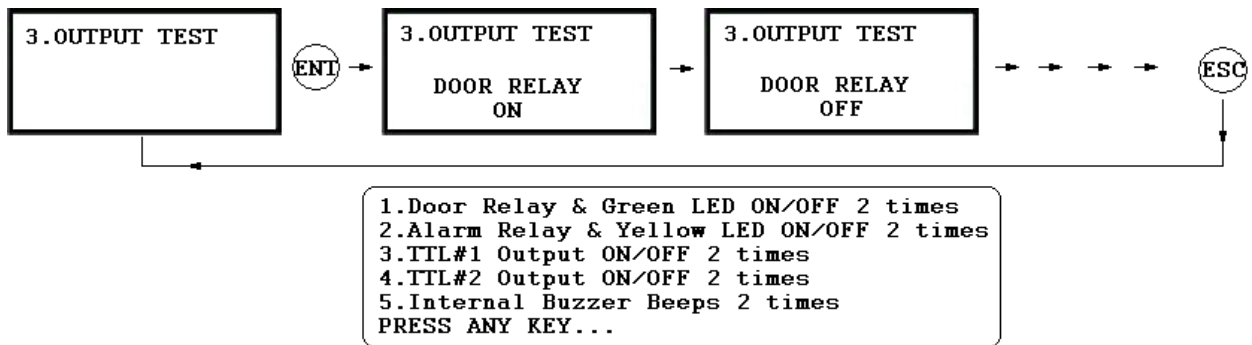 3.OUTPUT TEST
ENT
3.OUTPUT TEST
DOOR RELAY
ON
3.OUTPUT TEST
DOOR RELAY
OFF
ESC
1.Door Relay & Green LED ON/OFF 2 times
2.Alarm Relay & Yellow LED ON/OFF 2 times
3.TTL#1 Output ON/OFF 2 times
4.TTL#2 Output ON/OFF 2 times
5.Internal Buzzer Beeps 2 times
PRESS ANY KEY...